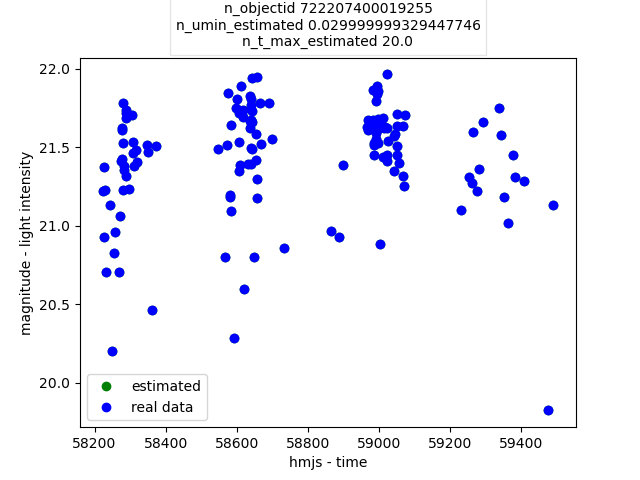 n_objectid 722207400019255
n_umin_estimated 0.029999999329447746
n_t_max_estimated 20.0
22.0
21.5
21.0
20.5
20.0
magnitude - light intensity
estimated
real data
58200 58400 58600 58800 59000 59200 59400
hmjs - time